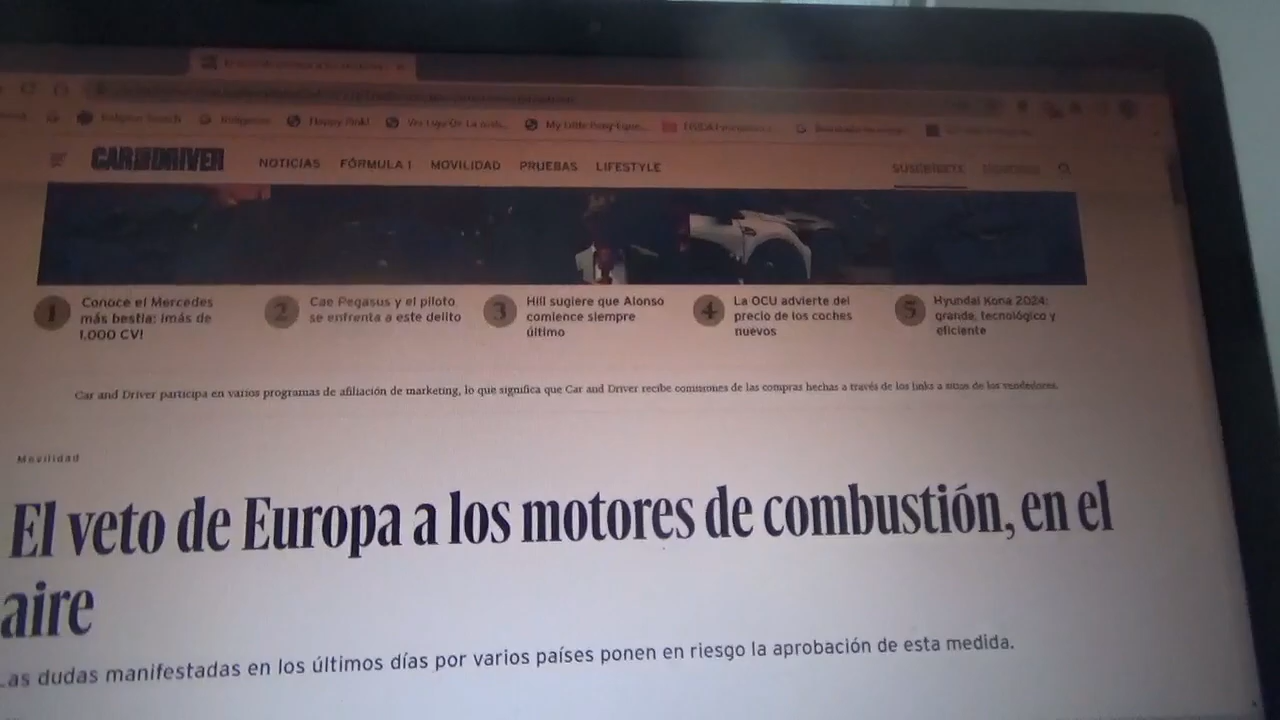 My Little Pony Eque...
CAR AND DRIVER NOTICIAS FÓRMULA 1 MOVILIDAD PRUEBAS LIFESTYLE SUSCRÍBETE
1 Conoce el Mercedes
más bestia: ¡más de
1.000 CV!
2 Cae Pegasus y el piloto
se enfrenta a este delito
3 Hill sugiere que Alonso
comience siempre
último
4 La OCU advierte del
precio de los coches
nuevos
5 Hyundai Kona 2024:
grande, tecnológico y
eficiente
Car and Driver participa en varios programas de afiliación de marketing, lo que significa que Car and Driver recibe comisiones de las compras hechas a través de los links a sitios de los vendedores.
Movilidad
El veto de Europa a los motores de combustión, en el
aire
Las dudas manifestadas en los últimos días por varios países ponen en riesgo la aprobación de esta medida.